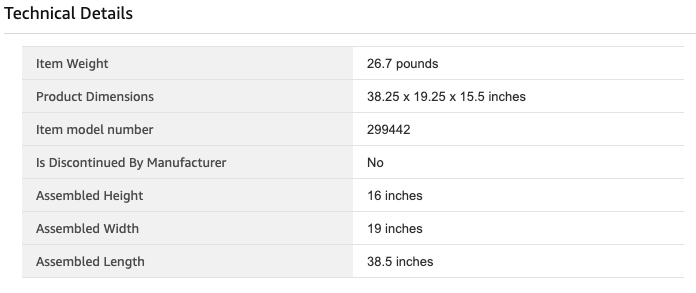 Technical Details
Item Weight 26.7 pounds
Product Dimensions 38.25 x 19.25 x 15.5 inches
Item model number 299442
Is Discontinued By Manufacturer No
Assembled Height 16 inches
Assembled Width 19 inches
Assembled Length 38.5 inches